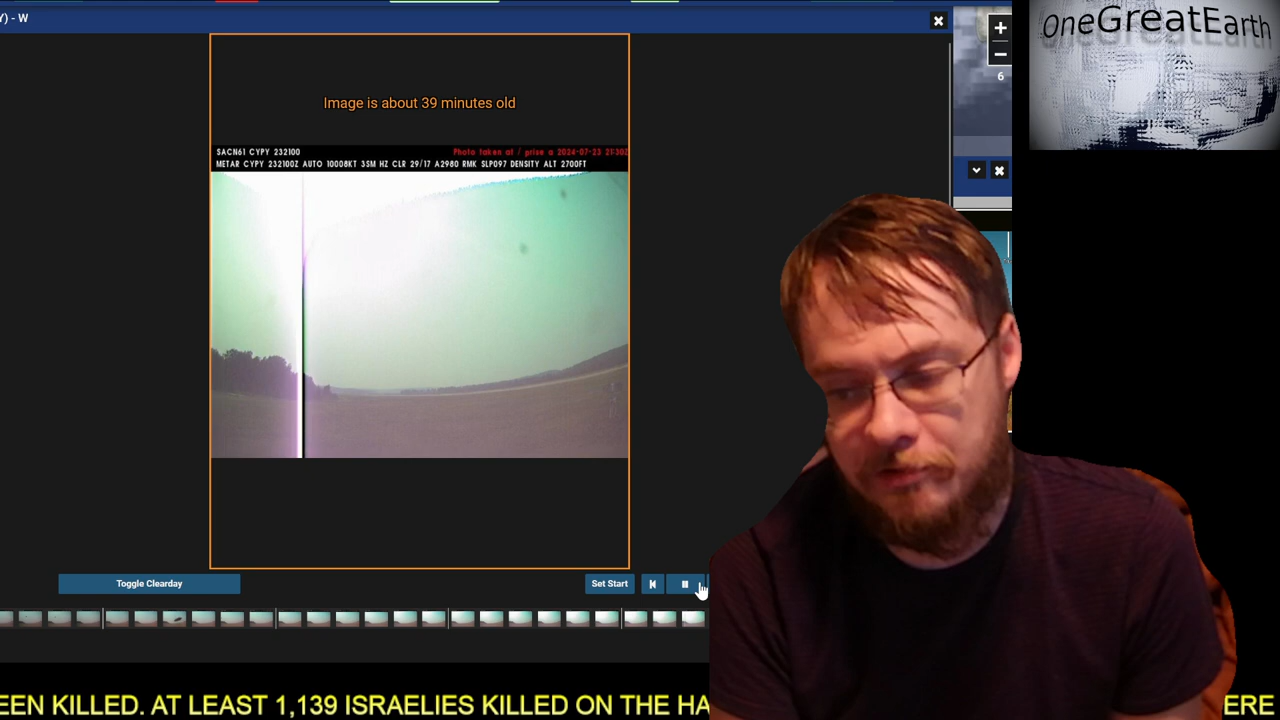 Y) - W
OneGreatEarth
6
Image is about 39 minutes old
SACN61 CYPY 232100
Photo taken at / prise a 2024-07-23 21:30Z
METAR CYPY 232100Z AUTO 10008KT 3SM HZ CLR 29/17 A2980 RMK SLP097 DENSITY ALT 2700FT
Toggle Clearday
Set Start
EEN KILLED. AT LEAST 1,139 ISRAELIES KILLED ON THE HA ERE